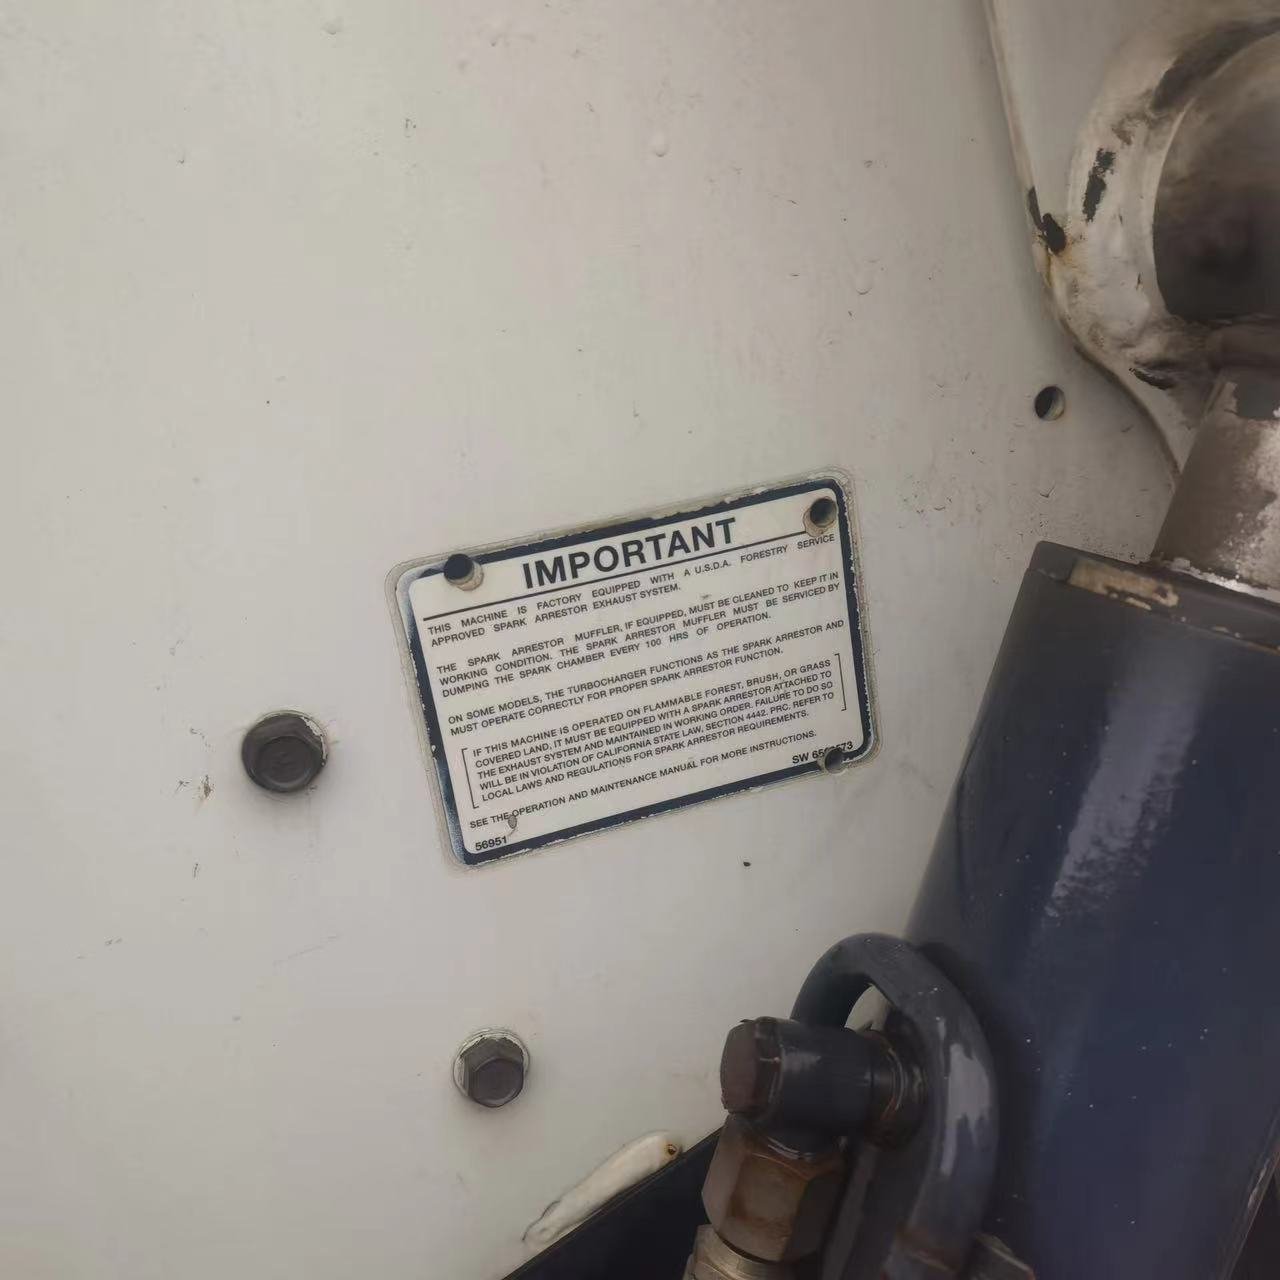 IMPORTANT
THIS MACHINE IS FACTORY EQUIPPED WITH A U.S.D.A. FORESTRY SERVICE
APPROVED SPARK ARRESTOR EXHAUST SYSTEM.
THE SPARK ARRESTOR MUFFLER, IF EQUIPPED, MUST BE CLEANED TO KEEP IT IN
WORKING CONDITION. THE SPARK ARRESTOR MUFFLER MUST BE SERVICED BY
DUMPING THE SPARK CHAMBER EVERY 100 HRS OF OPERATION.
ON SOME MODELS, THE TURBOCHARGER FUNCTIONS AS THE SPARK ARRESTOR AND
MUST OPERATE CORRECTLY FOR PROPER SPARK ARRESTOR FUNCTION.
IF THIS MACHINE IS OPERATED ON FLAMMABLE FOREST, BRUSH, OR GRASS
COVERED LAND, IT MUST BE EQUIPPED WITH A SPARK ARRESTOR ATTACHED TO
THE EXHAUST SYSTEM AND MAINTAINED IN WORKING ORDER. FAILURE TO DO SO
WILL BE IN VIOLATION OF CALIFORNIA STATE LAW, SECTION 4442. PRC. REFER TO
LOCAL LAWS AND REGULATIONS FOR SPARK ARRESTOR REQUIREMENTS.
SEE THE OPERATION AND MAINTENANCE MANUAL FOR MORE INSTRUCTIONS.
56951 SW